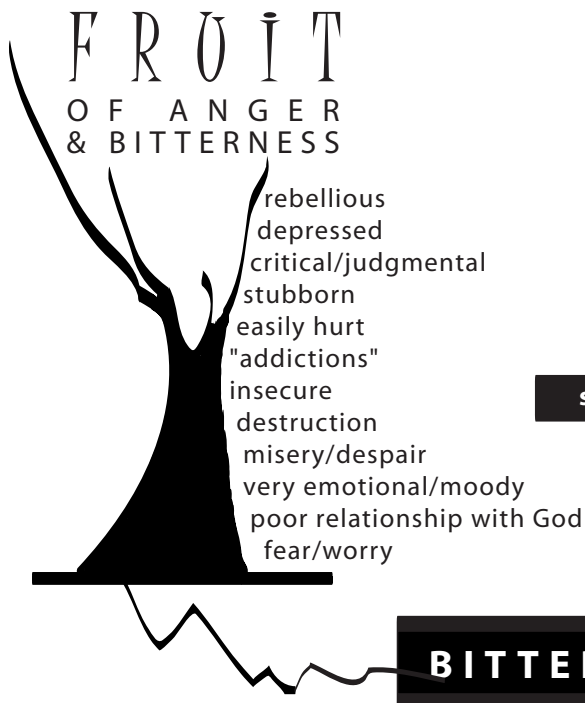 FRUIT
OF ANGER
& BITTERNESS
rebellious
depressed
critical/judgmental
stubborn
easily hurt
"addictions"
insecure
destruction
misery/despair
very emotional/moody
poor relationship with God
fear/worry